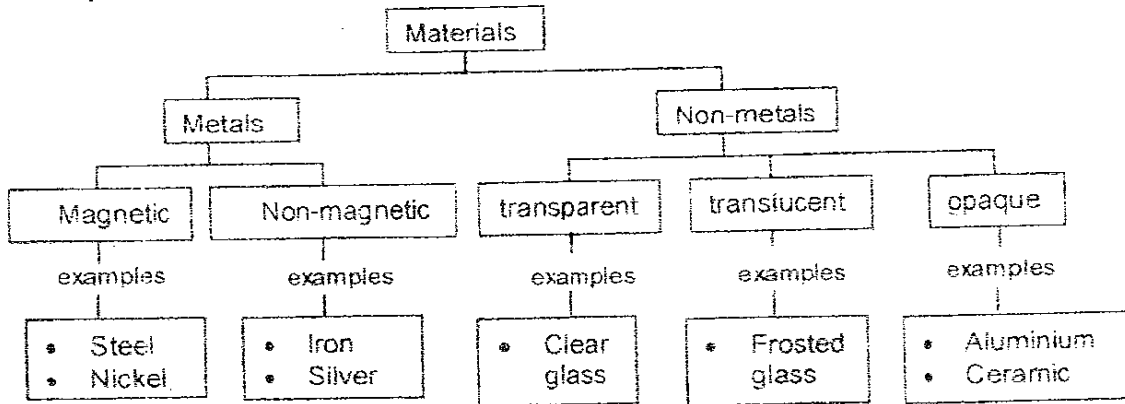 Materials
Metals
Non-metals
Magnetic
Non-magnetic
transparent
translucent
opaque
examples
examples
examples
examples
examples
• Steel
• Nickel
• Iron
• Silver
• Clear
glass
• Frosted
glass
• Aluminium
• Ceramic